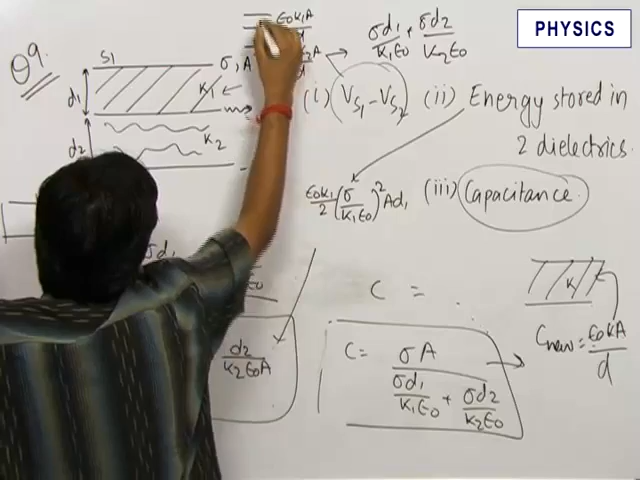 PHYSICS
Q9.
S1
σ, A
d1
K1
d2
K2
ε0K1A
(i) VS1 - VS2
σd1/K1ε0 + σd2/K2ε0
(ii) Energy stored in
2 dielectrics.
ε0K1/2 (σ/K1ε0)² Ad1
(iii) Capacitance
C =
d2/K2ε0A
C = σA / (σd1/K1ε0 + σd2/K2ε0)
K
Cnew = ε0KA/d